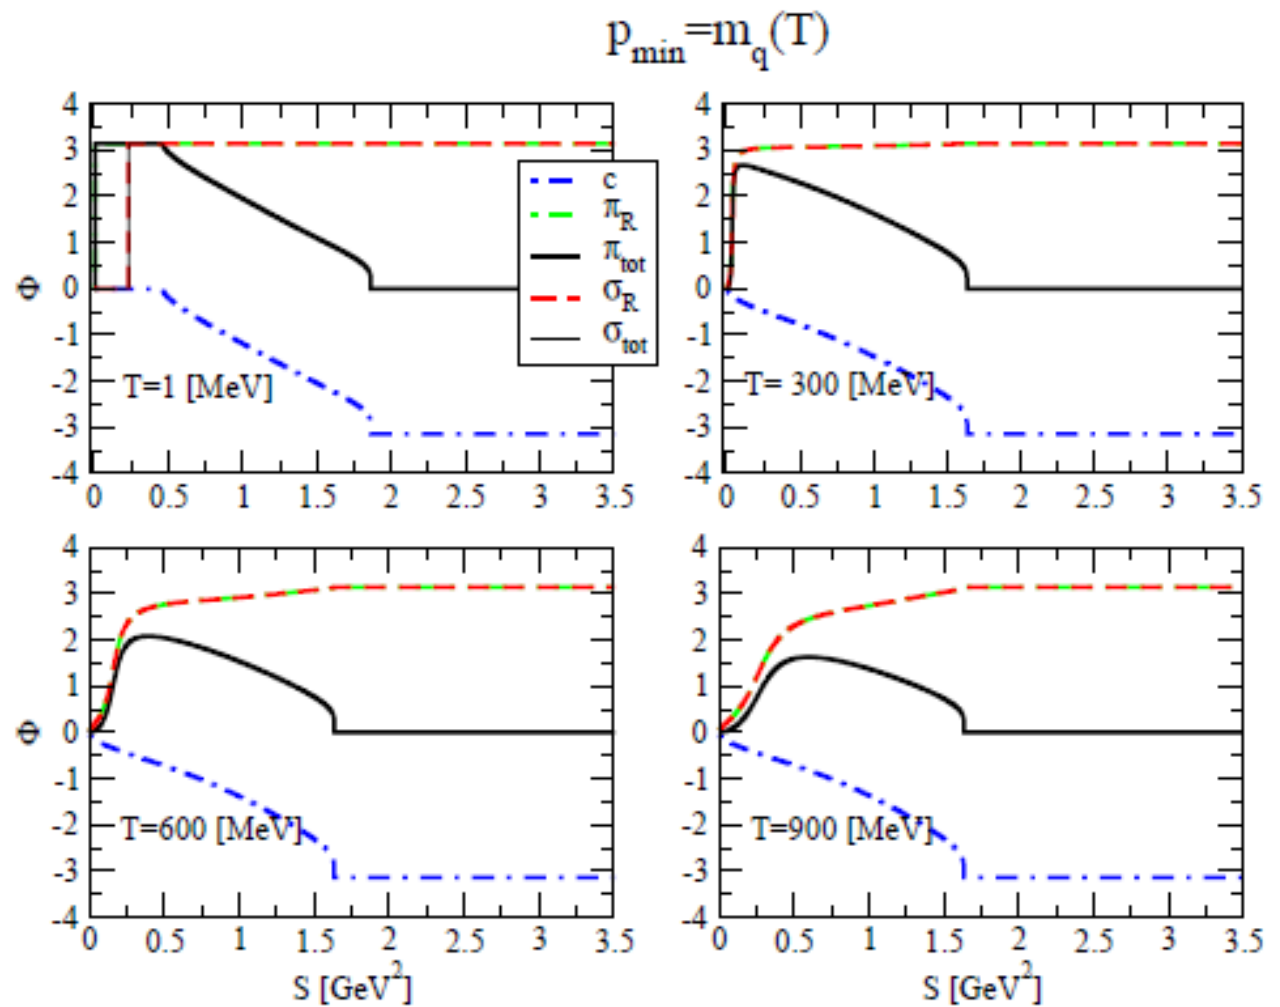 p_min=m_q(T)
4
3
2
1
0
-1
-2
-3
-4
Φ
T=1 [MeV]
0 0.5 1 1.5 2 2.5 3 3.5
c
π_R
π_tot
σ_R
σ_tot
4
3
2
1
0
-1
-2
-3
-4
T= 300 [MeV]
0 0.5 1 1.5 2 2.5 3 3.5
4
3
2
1
0
-1
-2
-3
-4
Φ
T=600 [MeV]
0 0.5 1 1.5 2 2.5 3 3.5
S [GeV²]
4
3
2
1
0
-1
-2
-3
-4
T=900 [MeV]
0 0.5 1 1.5 2 2.5 3 3.5
S [GeV²]